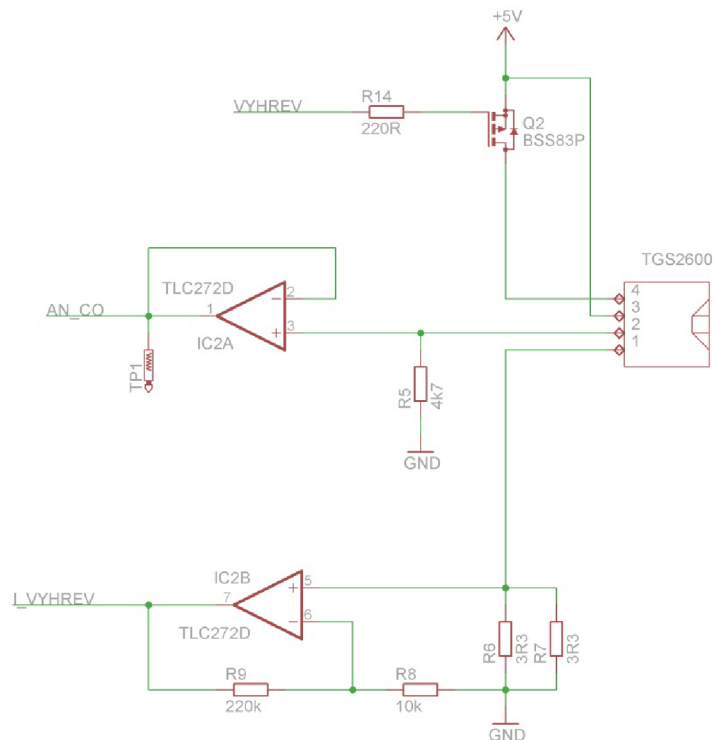 +5V
VYHREV
R14
220R
Q2
BSS83P
TGS2600
4
3
2
1
TLC272D
AN_CO
1
2
3
IC2A
TP1
R5
4k7
GND
IC2B
I_VYHREV
7
5
6
TLC272D
R6
3R3
R7
3R3
R9
220k
R8
10k
GND